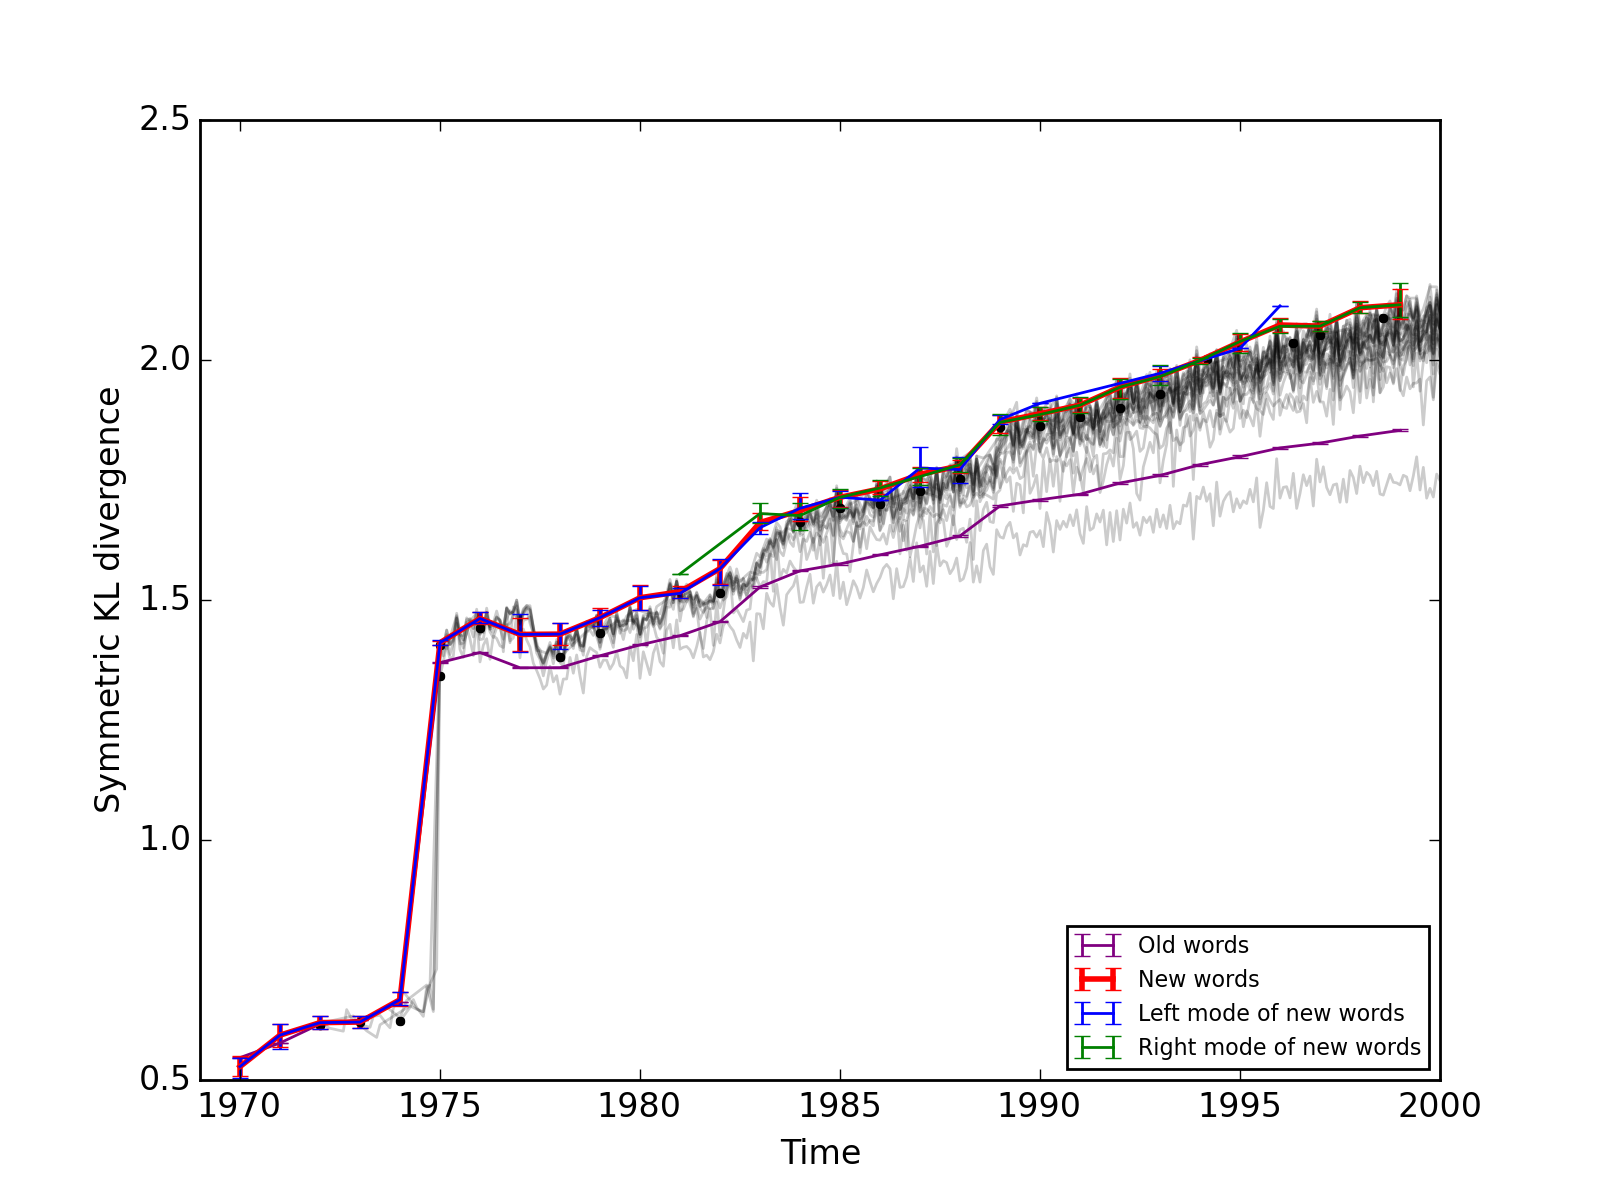 2.5
2.0
1.5
1.0
0.5
Symmetric KL divergence
1970 1975 1980 1985 1990 1995 2000
Time
Old words
New words
Left mode of new words
Right mode of new words